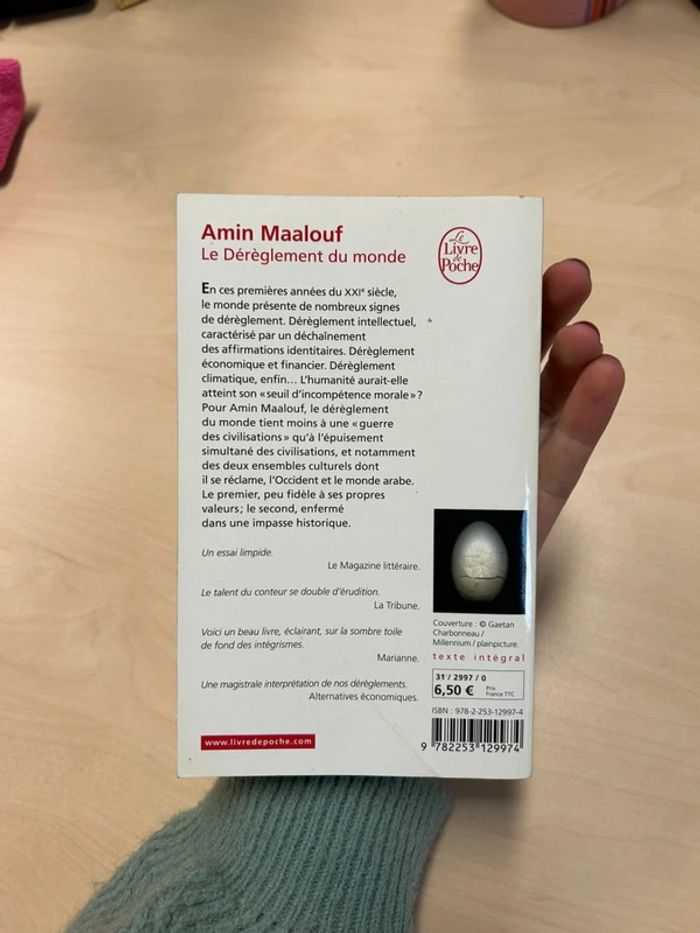 Amin Maalouf
Le Dérèglement du monde
Le
Livre
de
Poche
En ces premières années du XXIe siècle,
le monde présente de nombreux signes
de dérèglement. Dérèglement intellectuel,
caractérisé par un déchaînement
des affirmations identitaires. Dérèglement
économique et financier. Dérèglement
climatique, enfin… L’humanité aurait-elle
atteint son «seuil d’incompétence morale»?
Pour Amin Maalouf, le dérèglement
du monde tient moins à une «guerre
des civilisations» qu’à l’épuisement
simultané des civilisations, et notamment
des deux ensembles culturels dont
il se réclame, l’Occident et le monde arabe.
Le premier, peu fidèle à ses propres
valeurs; le second, enfermé
dans une impasse historique.
Un essai limpide.
Le Magazine littéraire.
Le talent du conteur se double d’érudition.
La Tribune.
Voici un beau livre, éclairant, sur la sombre toile
de fond des intégrismes.
Marianne.
Une magistrale interprétation de nos dérèglements.
Alternatives économiques.
www.livredepoche.com
Couverture : © Gaetan
Charbonneau /
Millennium / plainpicture.
texte intégral
31 / 2997 / 0
6,50 € Prix
France TTC
ISBN : 978-2-253-12997-4
9 782253 129974